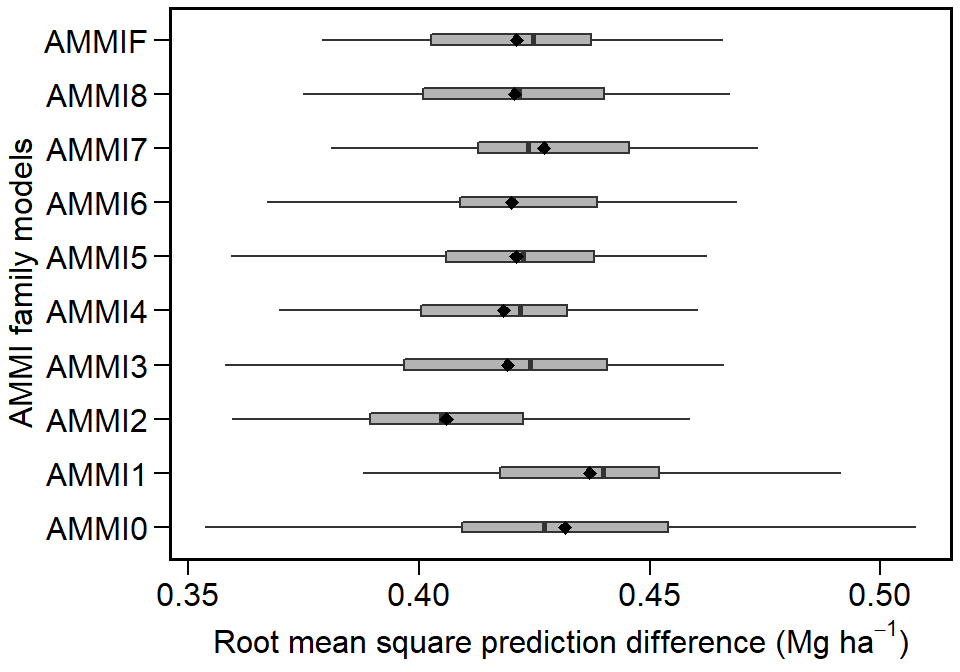 AMMI family models
AMMIF
AMMI8
AMMI7
AMMI6
AMMI5
AMMI4
AMMI3
AMMI2
AMMI1
AMMI0
0.35 0.40 0.45 0.50
Root mean square prediction difference (Mg ha⁻¹)